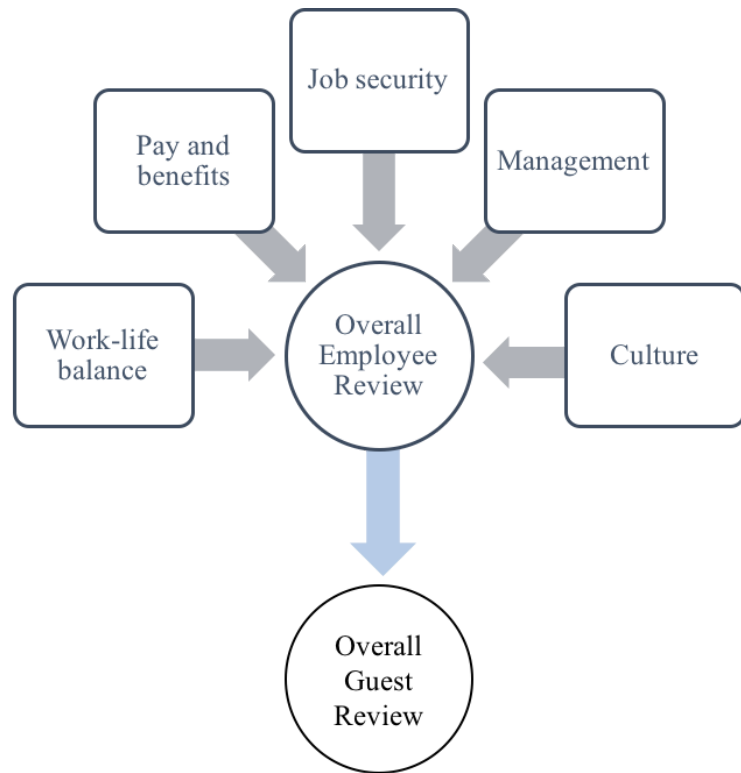 Job security
Pay and
benefits
Management
Work-life
balance
Overall
Employee
Review
Culture
Overall
Guest
Review